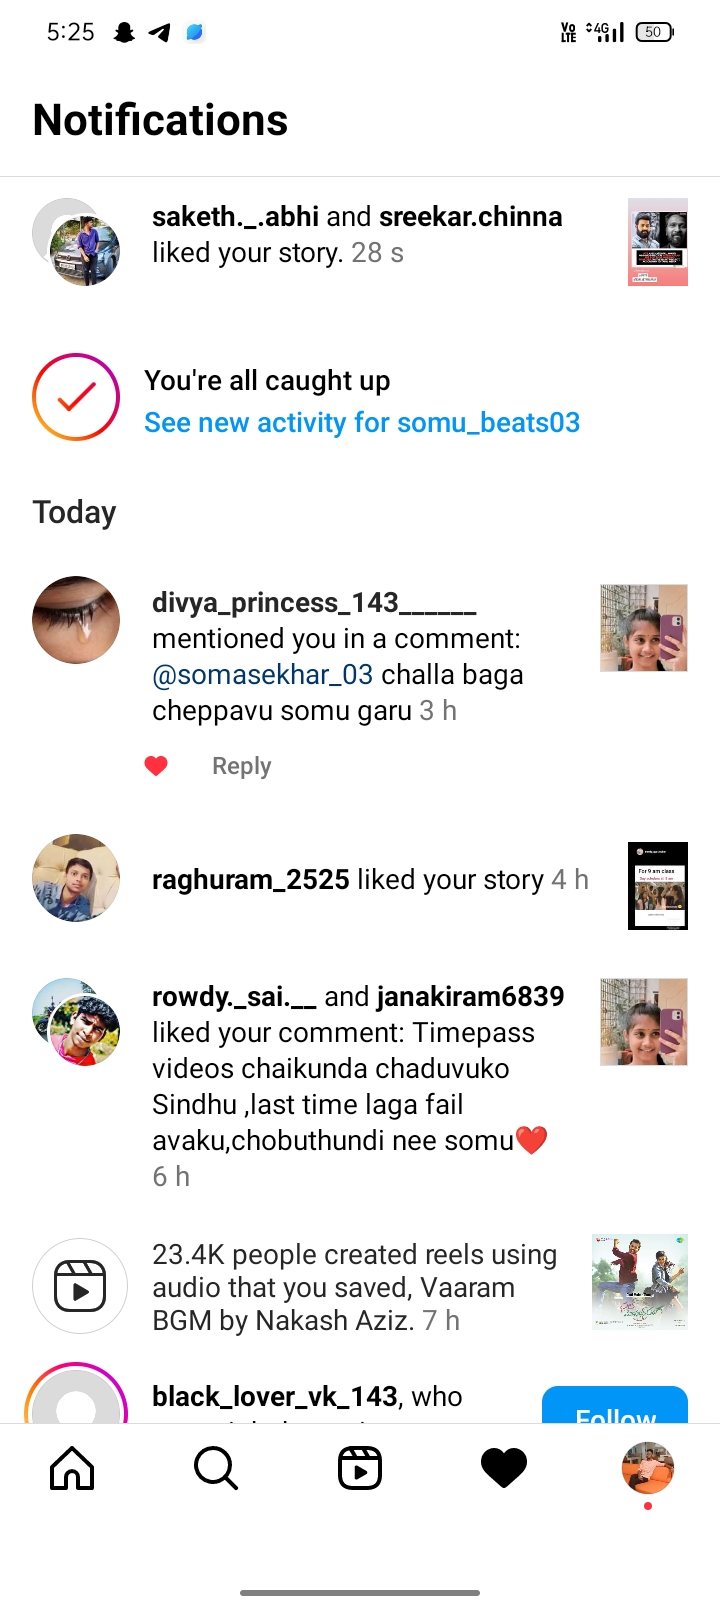 5:25
Vo LTE 4G 50
Notifications
saketh._.abhi and sreekar.chinna
liked your story. 28 s
You're all caught up
See new activity for somu_beats03
Today
divya_princess_143______
mentioned you in a comment:
@somasekhar_03 challa baga
cheppavu somu garu 3 h
Reply
raghuram_2525 liked your story 4 h
For 9 am class
rowdy._sai.__ and janakiram6839
liked your comment: Timepass
videos chaikunda chaduvuko
Sindhu ,last time laga fail
avaku,chobuthundi nee somu❤️
6 h
23.4K people created reels using
audio that you saved, Vaaram
BGM by Nakash Aziz. 7 h
black_lover_vk_143, who
Follow